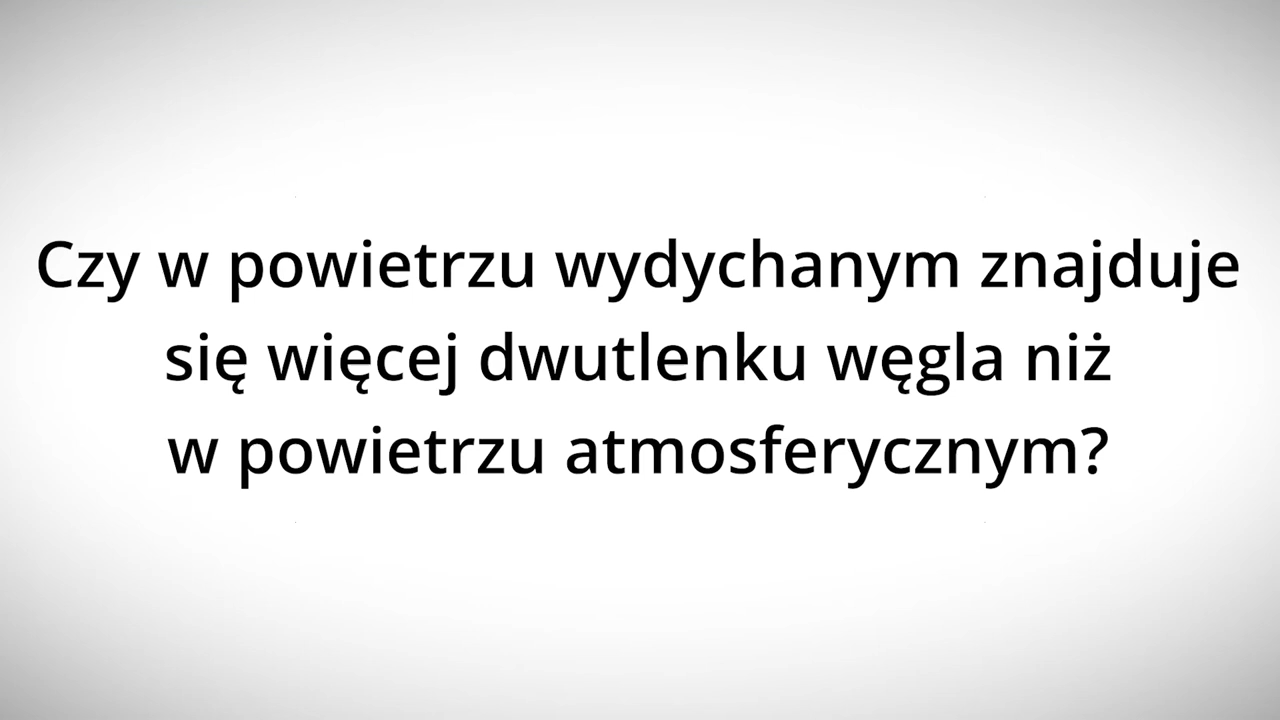 Czy w powietrzu wydychanym znajduje
się więcej dwutlenku węgla niż
w powietrzu atmosferycznym?